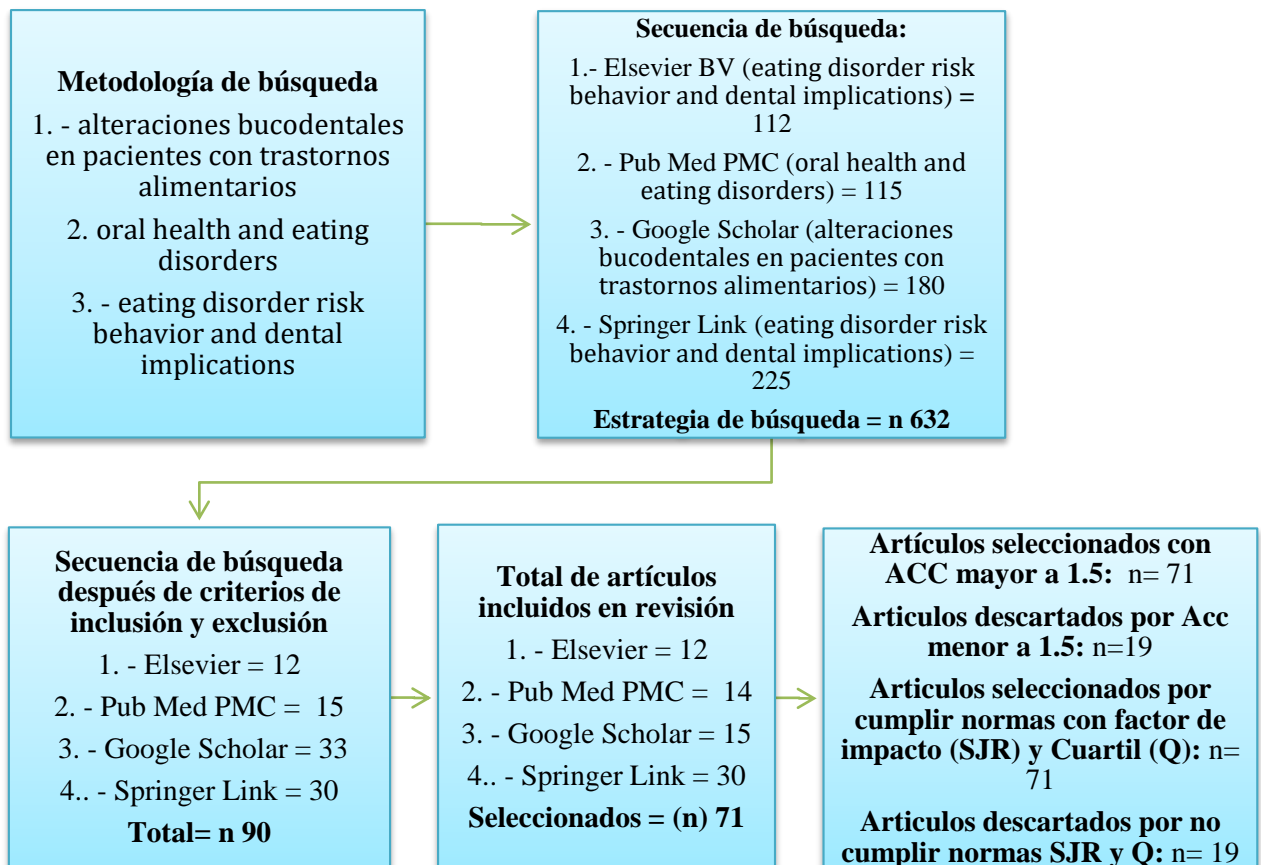 Metodología de búsqueda
1. - alteraciones bucodentales
en pacientes con trastornos
alimentarios
2. oral health and eating
disorders
3. - eating disorder risk
behavior and dental
implications
Secuencia de búsqueda:
1.- Elsevier BV (eating disorder risk
behavior and dental implications) =
112
2. - Pub Med PMC (oral health and
eating disorders) = 115
3. - Google Scholar (alteraciones
bucodentales en pacientes con
trastornos alimentarios) = 180
4. - Springer Link (eating disorder risk
behavior and dental implications) =
225
Estrategia de búsqueda = n 632
Secuencia de búsqueda
después de criterios de
inclusión y exclusión
1. - Elsevier = 12
2. - Pub Med PMC = 15
3. - Google Scholar = 33
4.. - Springer Link = 30
Total= n 90
Total de artículos
incluidos en revisión
1. - Elsevier = 12
2. - Pub Med PMC = 14
3. - Google Scholar = 15
4.. - Springer Link = 30
Seleccionados = (n) 71
Artículos seleccionados con
ACC mayor a 1.5: n= 71
Articulos descartados por Acc
menor a 1.5: n=19
Articulos seleccionados por
cumplir normas con factor de
impacto (SJR) y Cuartil (Q): n=
71
Articulos descartados por no
cumplir normas SJR y Q: n= 19